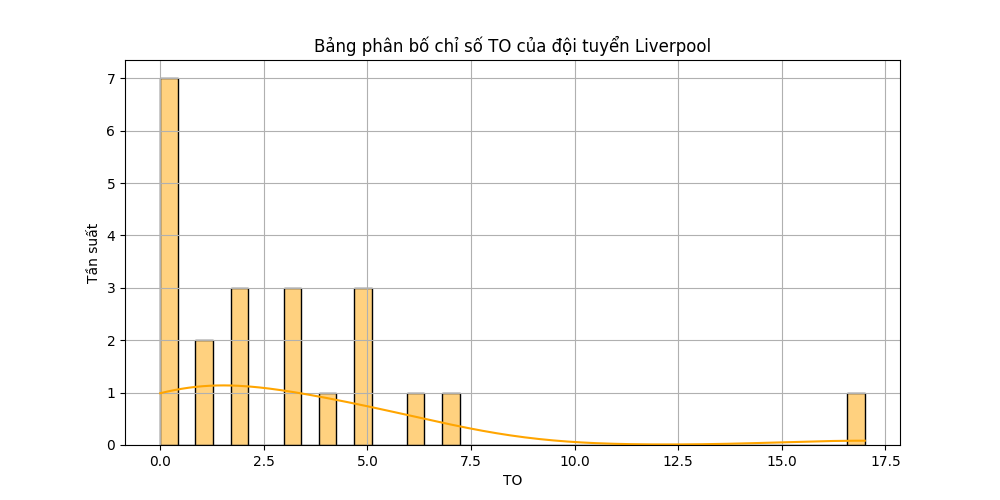 Bảng phân bố chỉ số TO của đội tuyển Liverpool
Tần suất
7
6
5
4
3
2
1
0
0.0 2.5 5.0 7.5 10.0 12.5 15.0 17.5
TO